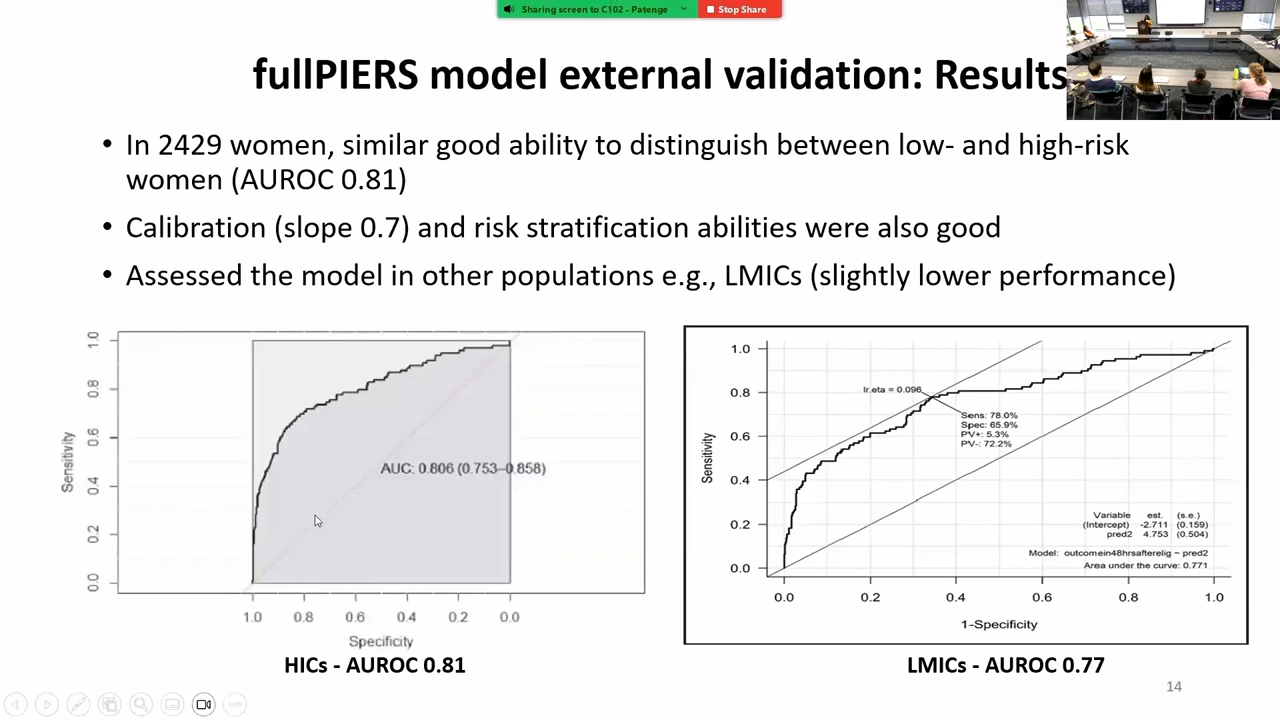 Sharing screen to C102 - Patenge
Stop Share
fullPIERS model external validation: Results
• In 2429 women, similar good ability to distinguish between low- and high-risk
women (AUROC 0.81)
• Calibration (slope 0.7) and risk stratification abilities were also good
• Assessed the model in other populations e.g., LMICs (slightly lower performance)
Sensitivity
1.0
0.8
0.6
0.4
0.2
0.0
AUC: 0.806 (0.753–0.858)
1.0 0.8 0.6 0.4 0.2 0.0
Specificity
HICs - AUROC 0.81
Sensitivity
1.0
0.8
0.6
0.4
0.2
0.0
lr.eta = 0.096
Sens: 78.0%
Spec: 65.9%
PV+: 5.3%
PV-: 72.2%
Variable est. (s.e.)
(Intercept) -2.711 (0.159)
pred2 4.753 (0.504)
Model: outcomein48hrsafterelig ~ pred2
Area under the curve: 0.771
0.0 0.2 0.4 0.6 0.8 1.0
1-Specificity
LMICs - AUROC 0.77
14